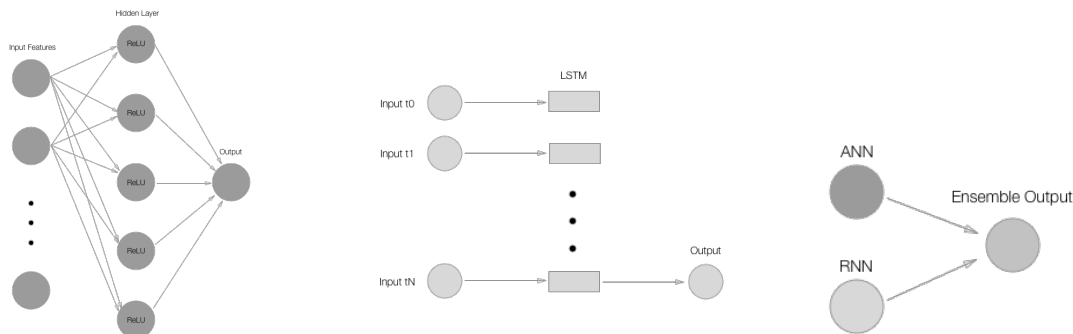 Hidden Layer
Input Features
ReLU
ReLU
ReLU
ReLU
ReLU
Output
LSTM
Input t0
Input t1
Input tN
Output
ANN
RNN
Ensemble Output